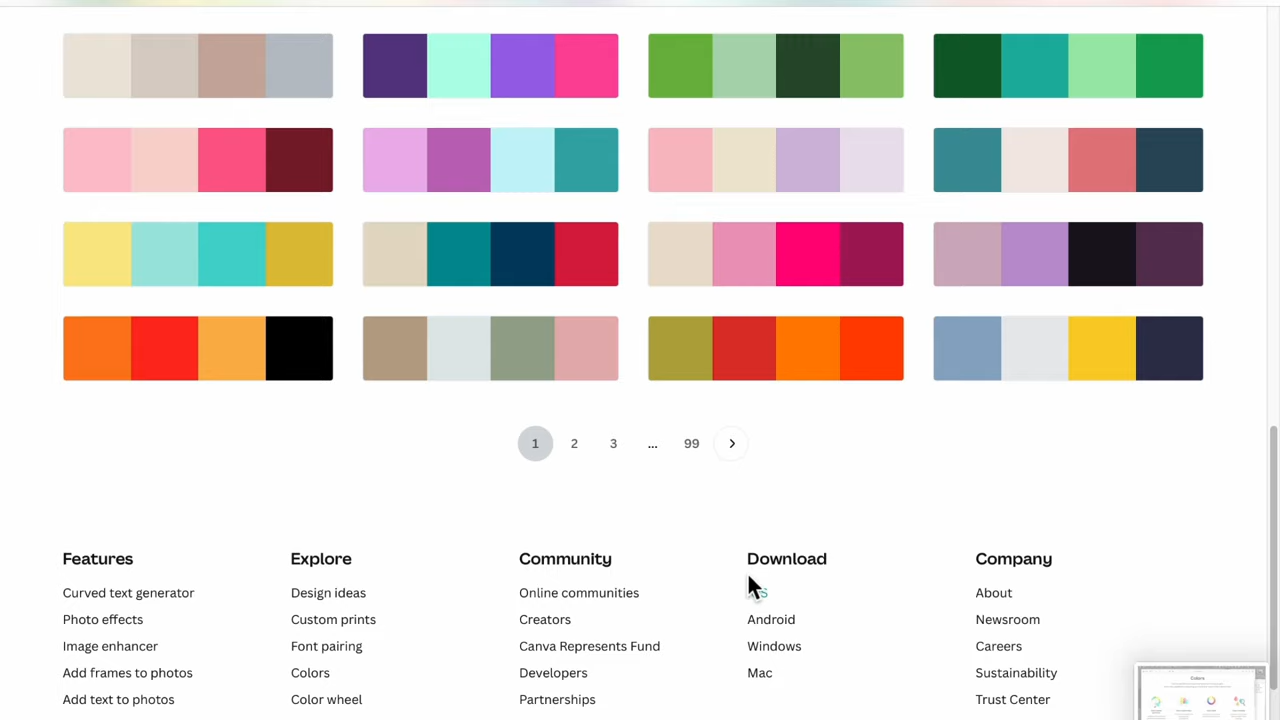 1 2 3 ... 99
Features Explore Community Download Company
Curved text generator Design ideas Online communities About
Photo effects Custom prints Creators Android Newsroom
Image enhancer Font pairing Canva Represents Fund Windows Careers
Add frames to photos Colors Developers Mac Sustainability
Add text to photos Color wheel Partnerships Trust Center
Colors